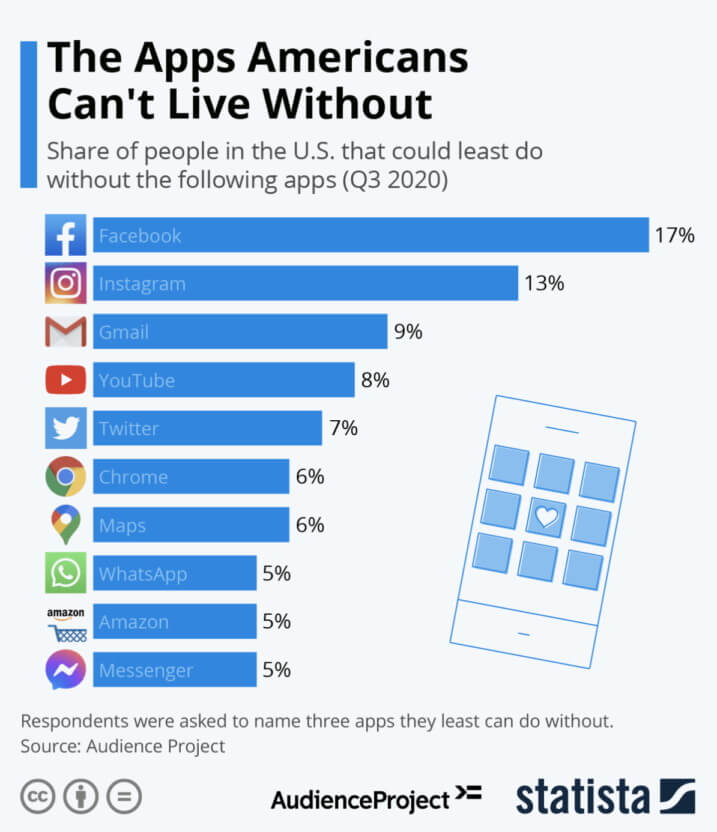 The Apps Americans
Can't Live Without
Share of people in the U.S. that could least do
without the following apps (Q3 2020)
Facebook 17%
Instagram 13%
Gmail 9%
YouTube 8%
Twitter 7%
Chrome 6%
Maps 6%
WhatsApp 5%
amazon
Amazon 5%
Messenger 5%
Respondents were asked to name three apps they least can do without.
Source: Audience Project
cc
AudienceProject
statista